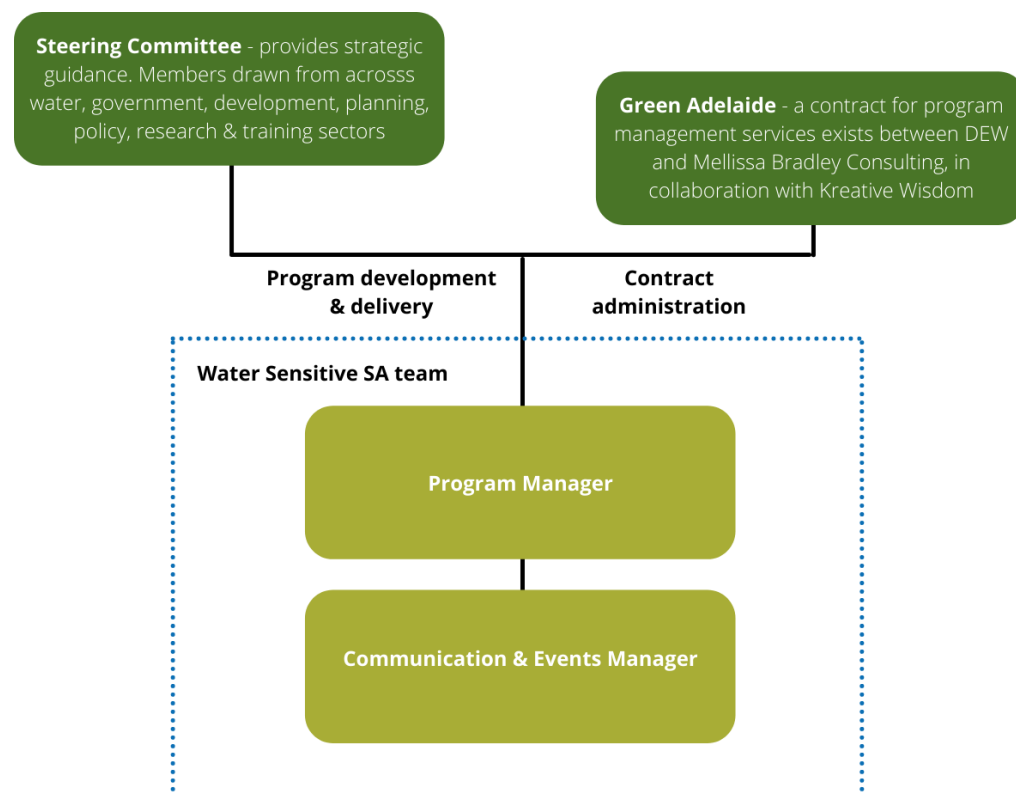 Steering Committee - provides strategic
guidance. Members drawn from acrosss
water, government, development, planning,
policy, research & training sectors
Green Adelaide - a contract for program
management services exists between DEW
and Mellissa Bradley Consulting, in
collaboration with Kreative Wisdom
Program development
& delivery
Contract
administration
Water Sensitive SA team
Program Manager
Communication & Events Manager